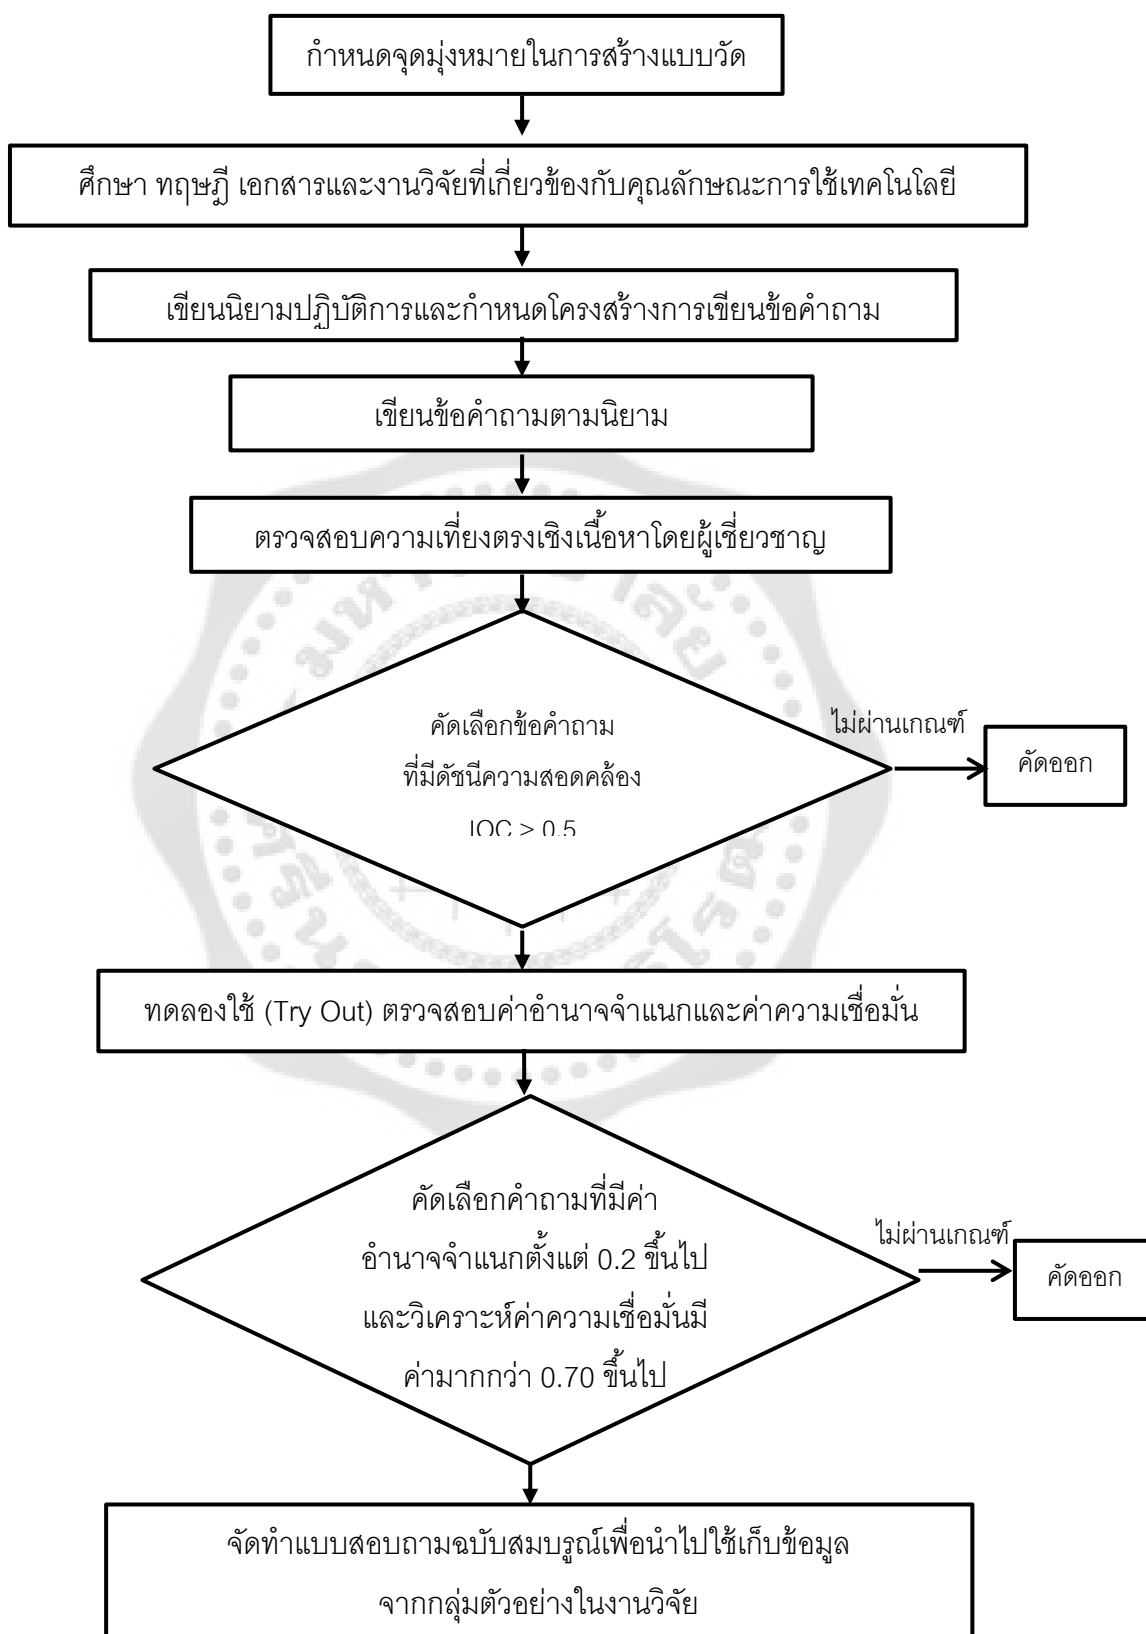 กำหนดจุดมุ่งหมายในการสร้างแบบวัด
ศึกษา ทฤษฎี เอกสารและงานวิจัยที่เกี่ยวข้องกับคุณลักษณะการใช้เทคโนโลยี
เขียนนิยามปฏิบัติการและกำหนดโครงสร้างการเขียนข้อคำถาม
เขียนข้อคำถามตามนิยาม
ตรวจสอบความเที่ยงตรงเชิงเนื้อหาโดยผู้เชี่ยวชาญ
คัดเลือกข้อคำถาม
ที่มีดัชนีความสอดคล้อง
IOC > 0.5
ไม่ผ่านเกณฑ์
คัดออก
ทดลองใช้ (Try Out) ตรวจสอบค่าอำนาจจำแนกและค่าความเชื่อมั่น
คัดเลือกคำถามที่มีค่า
อำนาจจำแนกตั้งแต่ 0.2 ขึ้นไป
และวิเคราะห์ค่าความเชื่อมั่นมี
ค่ามากกว่า 0.70 ขึ้นไป
ไม่ผ่านเกณฑ์
คัดออก
จัดทำแบบสอบถามฉบับสมบรูณ์เพื่อนำไปใช้เก็บข้อมูล
จากกลุ่มตัวอย่างในงานวิจัย